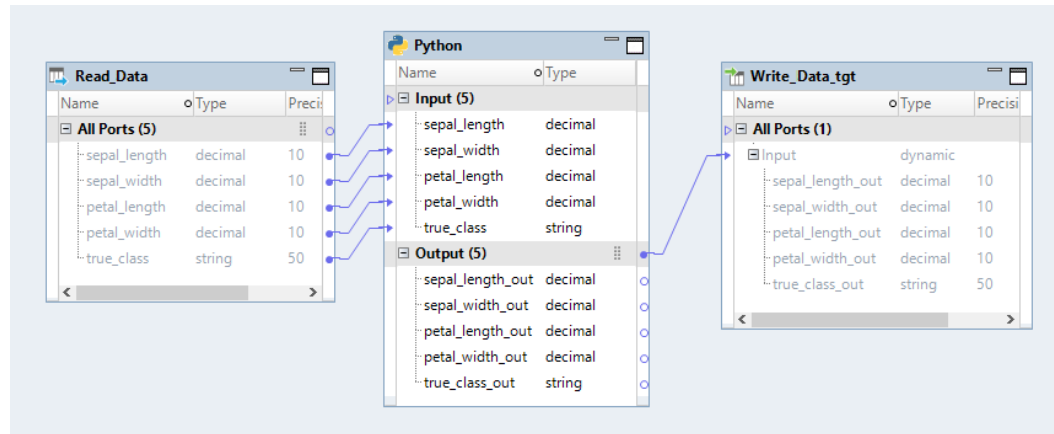 Read_Data
Name Type Precis
All Ports (5)
sepal_length decimal 10
sepal_width decimal 10
petal_length decimal 10
petal_width decimal 10
true_class string 50
Python
Name Type
Input (5)
sepal_length decimal
sepal_width decimal
petal_length decimal
petal_width decimal
true_class string
Output (5)
sepal_length_out decimal
sepal_width_out decimal
petal_length_out decimal
petal_width_out decimal
true_class_out string
Write_Data_tgt
Name Type Precisi
All Ports (1)
Input dynamic
sepal_length_out decimal 10
sepal_width_out decimal 10
petal_length_out decimal 10
petal_width_out decimal 10
true_class_out string 50